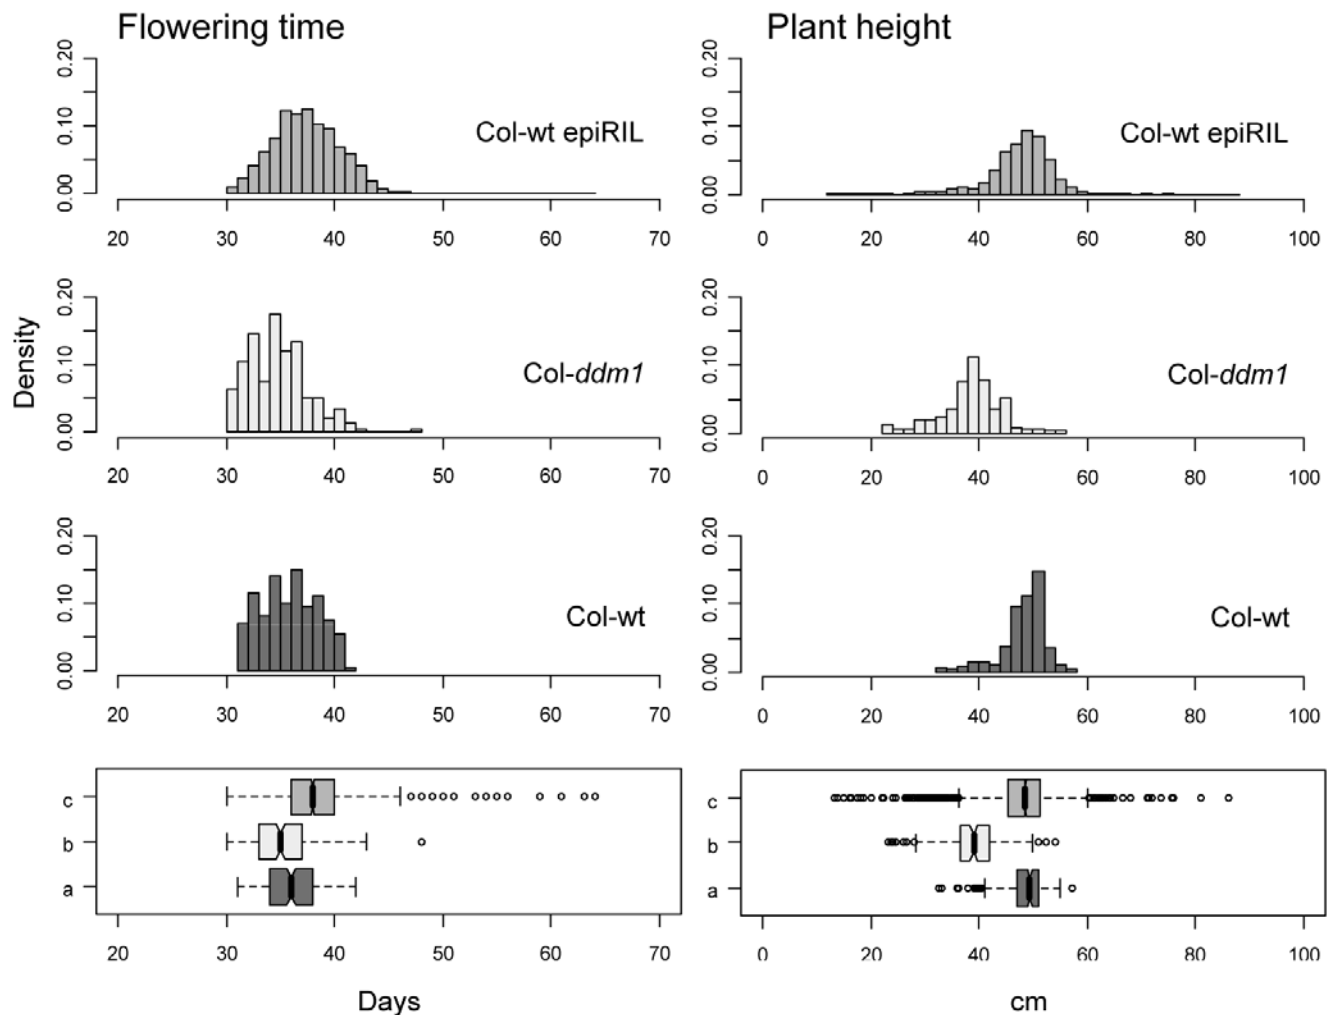 Flowering time
Plant height
Density
0.00 0.10 0.20
Col-wt epiRIL
20 30 40 50 60 70
0.00 0.10 0.20
Col-wt epiRIL
0 20 40 60 80 100
0.00 0.10 0.20
Col-ddm1
20 30 40 50 60 70
0.00 0.10 0.20
Col-ddm1
0 20 40 60 80 100
0.00 0.10 0.20
Col-wt
20 30 40 50 60 70
0.00 0.10 0.20
Col-wt
0 20 40 60 80 100
c
b
a
20 30 40 50 60 70
Days
c
b
a
0 20 40 60 80 100
cm